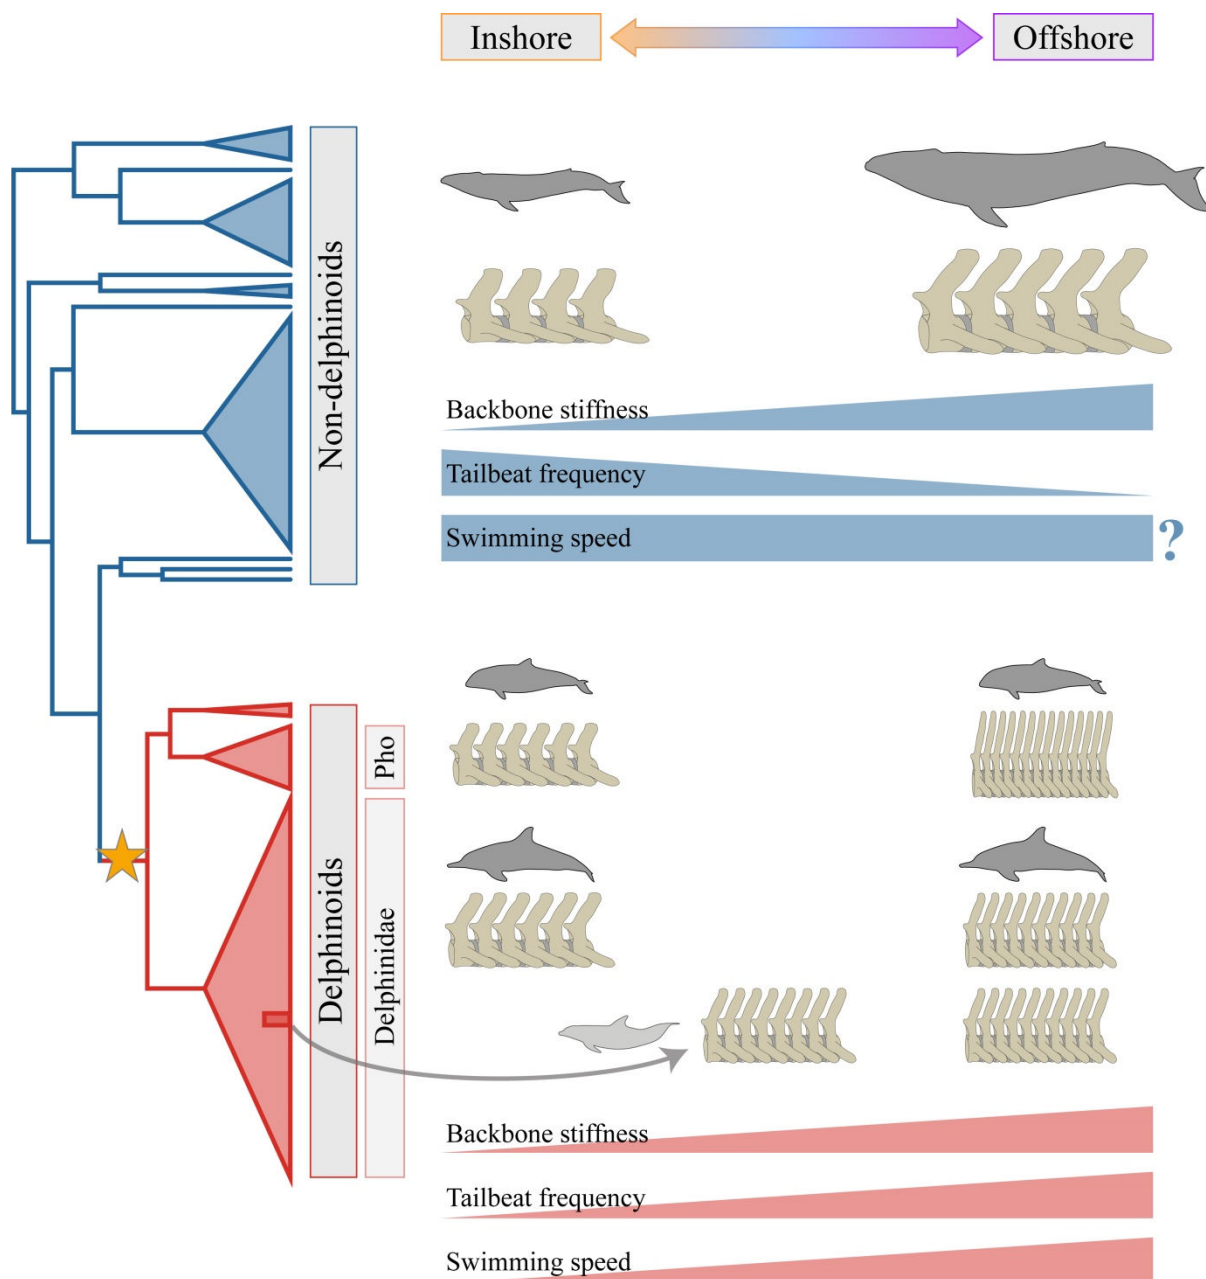 Inshore
Offshore
Non-delphinoids
Backbone stiffness
Tailbeat frequency
Swimming speed
?
Delphinoids
Pho
Delphinidae
Backbone stiffness
Tailbeat frequency
Swimming speed